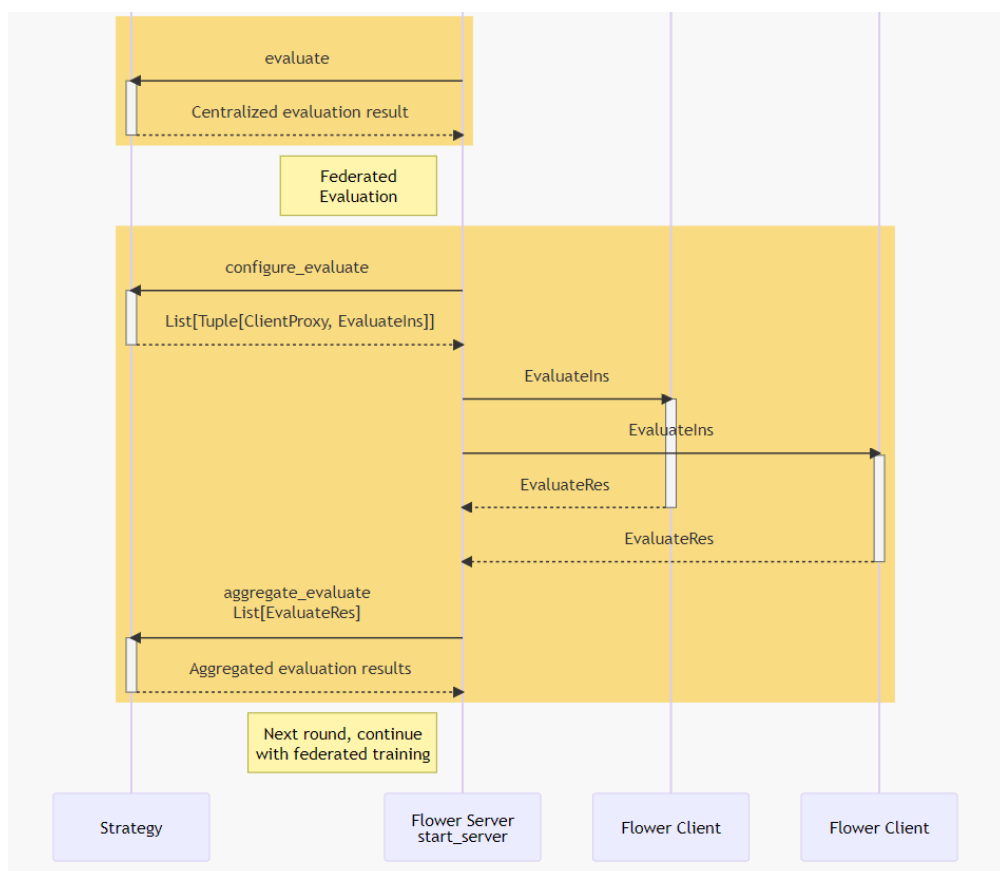 evaluate
Centralized evaluation result
Federated
Evaluation
configure_evaluate
List[Tuple[ClientProxy, EvaluateIns]]
EvaluateIns
EvaluateIns
EvaluateRes
EvaluateRes
aggregate_evaluate
List[EvaluateRes]
Aggregated evaluation results
Next round, continue
with federated training
Strategy
Flower Server
start_server
Flower Client
Flower Client